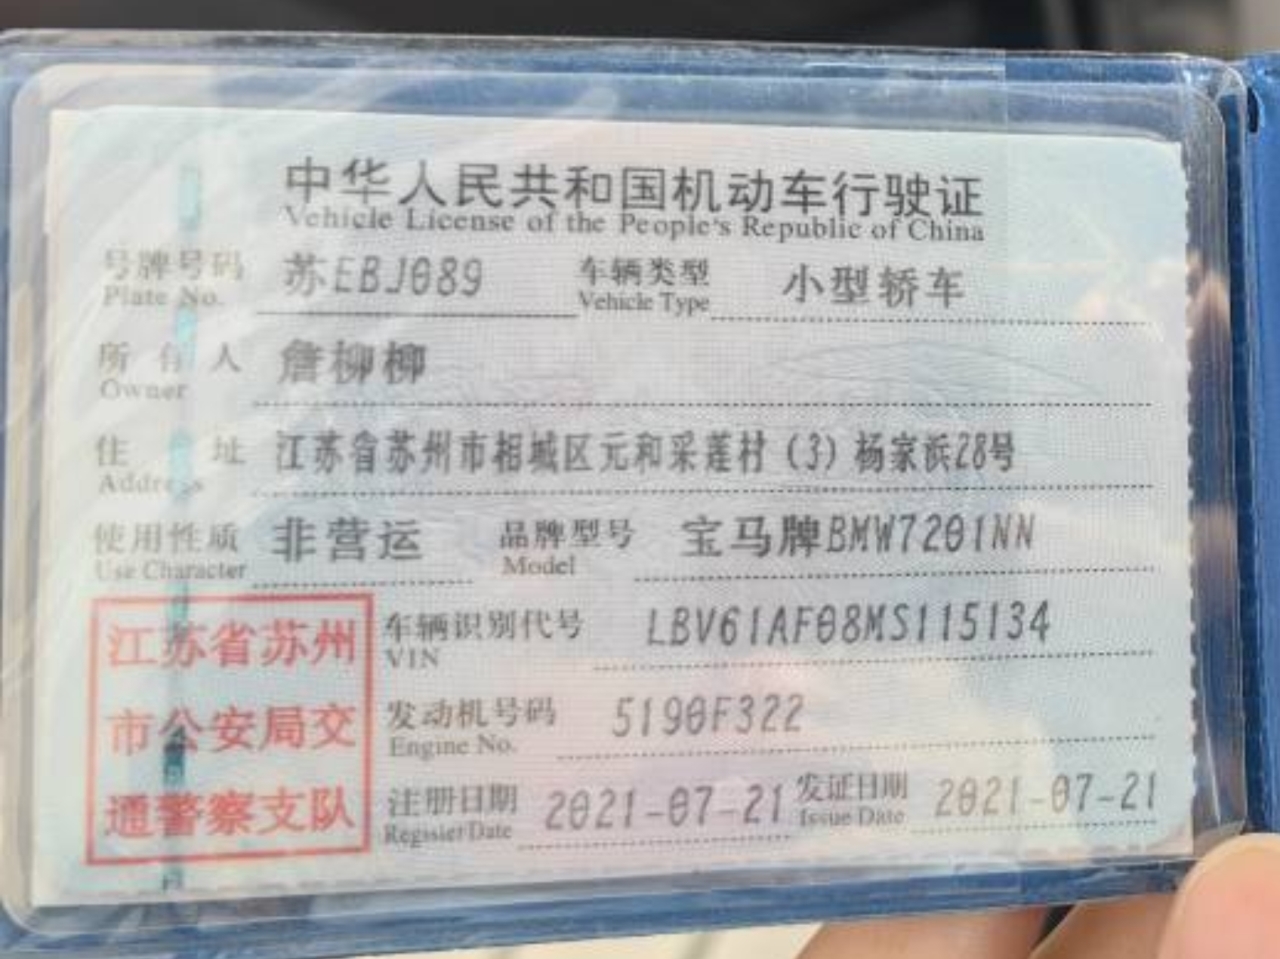 中华人民共和国机动车行驶证
Vehicle License of the People's Republic of China
号牌号码 苏EBJ089 车辆类型 小型轿车
Plate No. Vehicle Type
所有人 詹柳柳
Owner
住址 江苏省苏州市相城区元和采莲村(3)杨家浜28号
Address
使用性质 非营运 品牌型号 宝马牌BMW7201NN
Use Character Model
江苏省苏州
市公安局交
通警察支队
车辆识别代号 LBV61AF08MS115134
VIN
发动机号码 5190F322
Engine No.
注册日期 2021-07-21 发证日期 2021-07-21
Register Date Issue Date